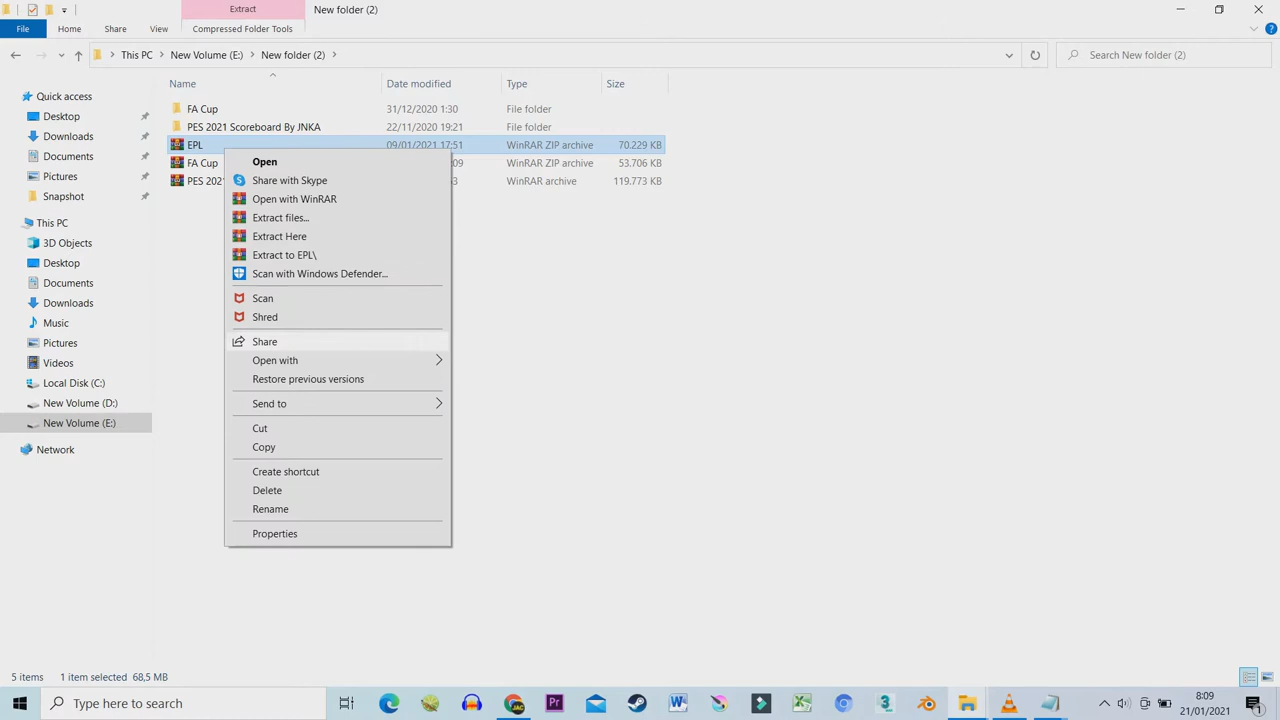 Extract
New folder (2)
File
Home
Share
View
Compressed Folder Tools
This PC
New Volume (E:)
New folder (2)
Search New folder (2)
Name
Date modified
Type
Size
Quick access
Desktop
Downloads
Documents
Pictures
Snapshot
This PC
3D Objects
Desktop
Documents
Downloads
Music
Pictures
Videos
Local Disk (C:)
New Volume (D:)
New Volume (E:)
Network
FA Cup 31/12/2020 1:30 File folder
PES 2021 Scoreboard By JNKA 22/11/2020 19:21 File folder
EPL 09/01/2021 17:51 WinRAR ZIP archive 70.229 KB
FA Cup :09 WinRAR ZIP archive 53.706 KB
PES 202 WinRAR archive 119.773 KB
Open
Share with Skype
Open with WinRAR
Extract files...
Extract Here
Extract to EPL\
Scan with Windows Defender...
Scan
Shred
Share
Open with
Restore previous versions
Send to
Cut
Copy
Create shortcut
Delete
Rename
Properties
5 items 1 item selected 68,5 MB
Type here to search
8:09
21/01/2021